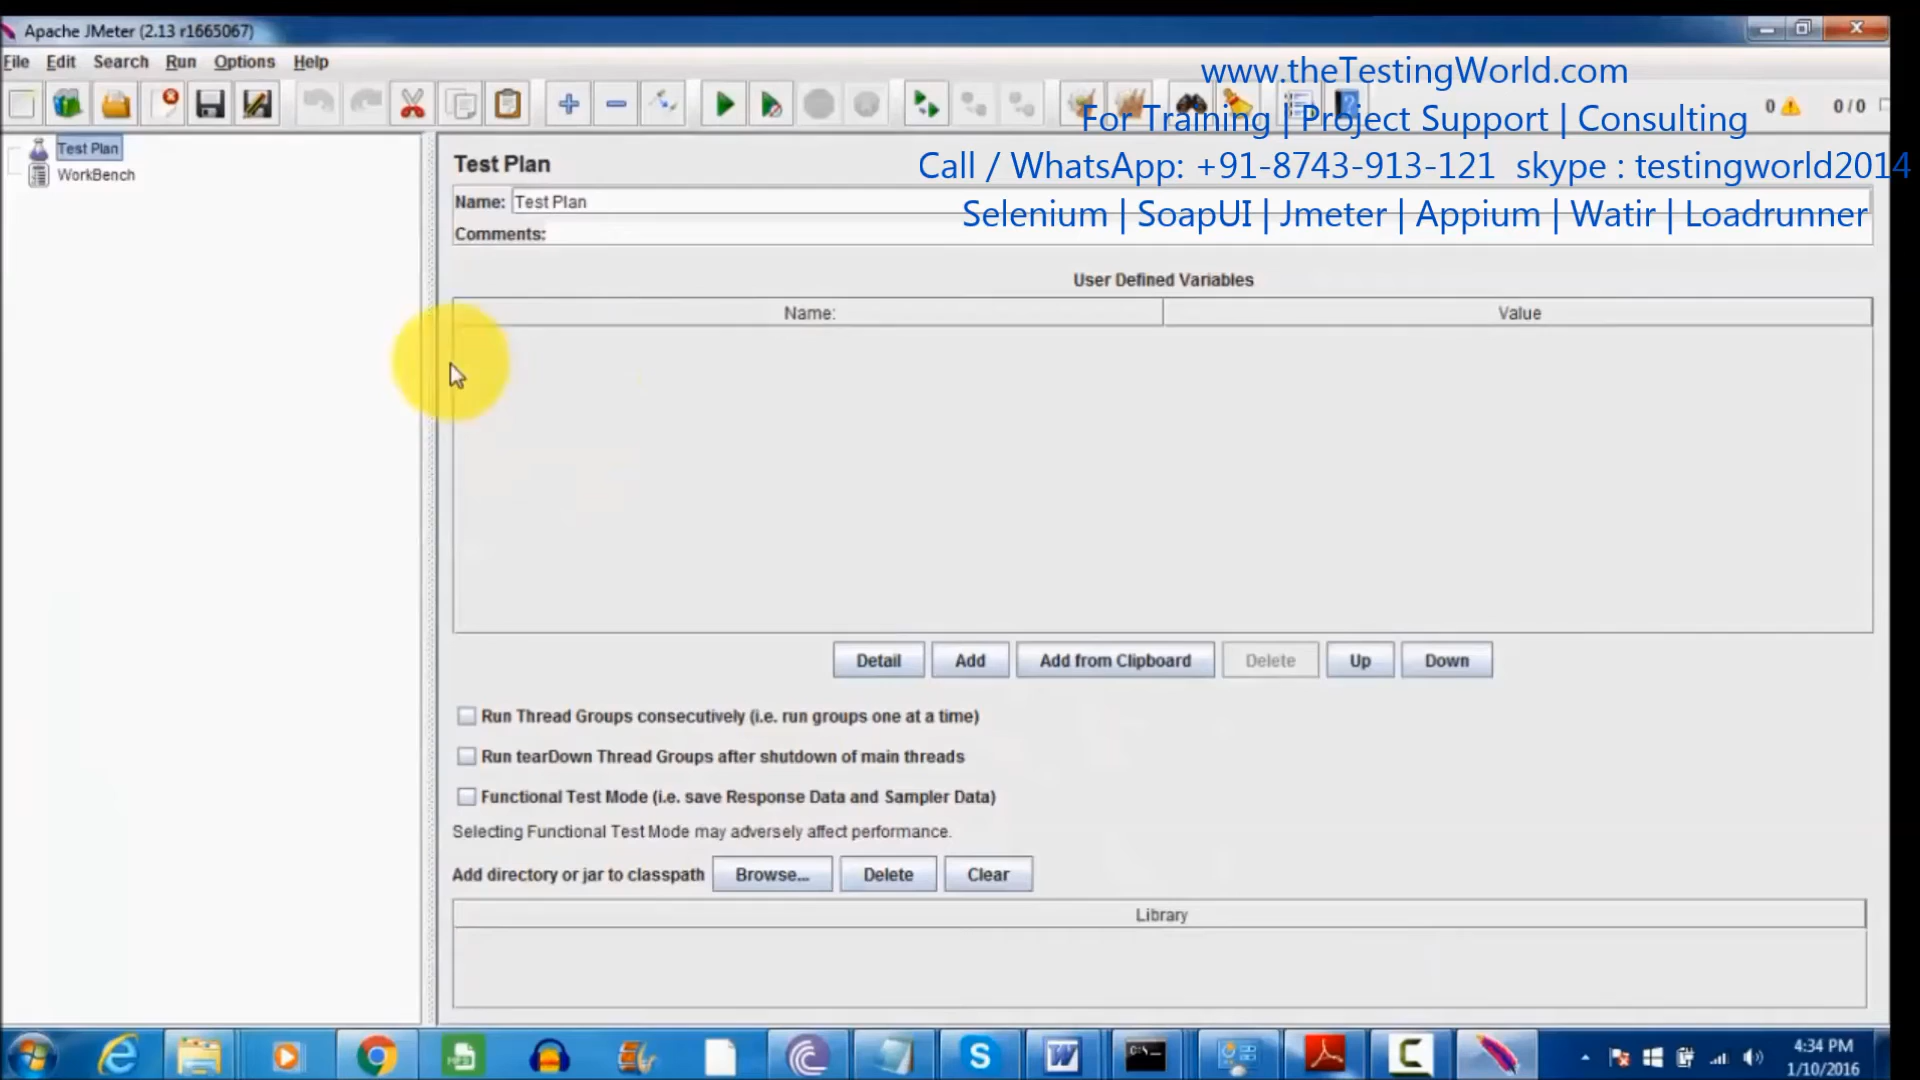 Apache JMeter (2.13 r1665067)
File Edit Search Run Options Help
www.theTestingWorld.com
For Training | Project Support | Consulting
Call / WhatsApp: +91-8743-913-121 skype : testingworld2014
Selenium | SoapUI | Jmeter | Appium | Watir | Loadrunner
0 0/0
Test Plan
WorkBench
Test Plan
Name: Test Plan
Comments:
User Defined Variables
Name: Value
Detail Add Add from Clipboard Delete Up Down
Run Thread Groups consecutively (i.e. run groups one at a time)
Run tearDown Thread Groups after shutdown of main threads
Functional Test Mode (i.e. save Response Data and Sampler Data)
Selecting Functional Test Mode may adversely affect performance.
Add directory or jar to classpath Browse... Delete Clear
Library
4:34 PM
1/10/2016